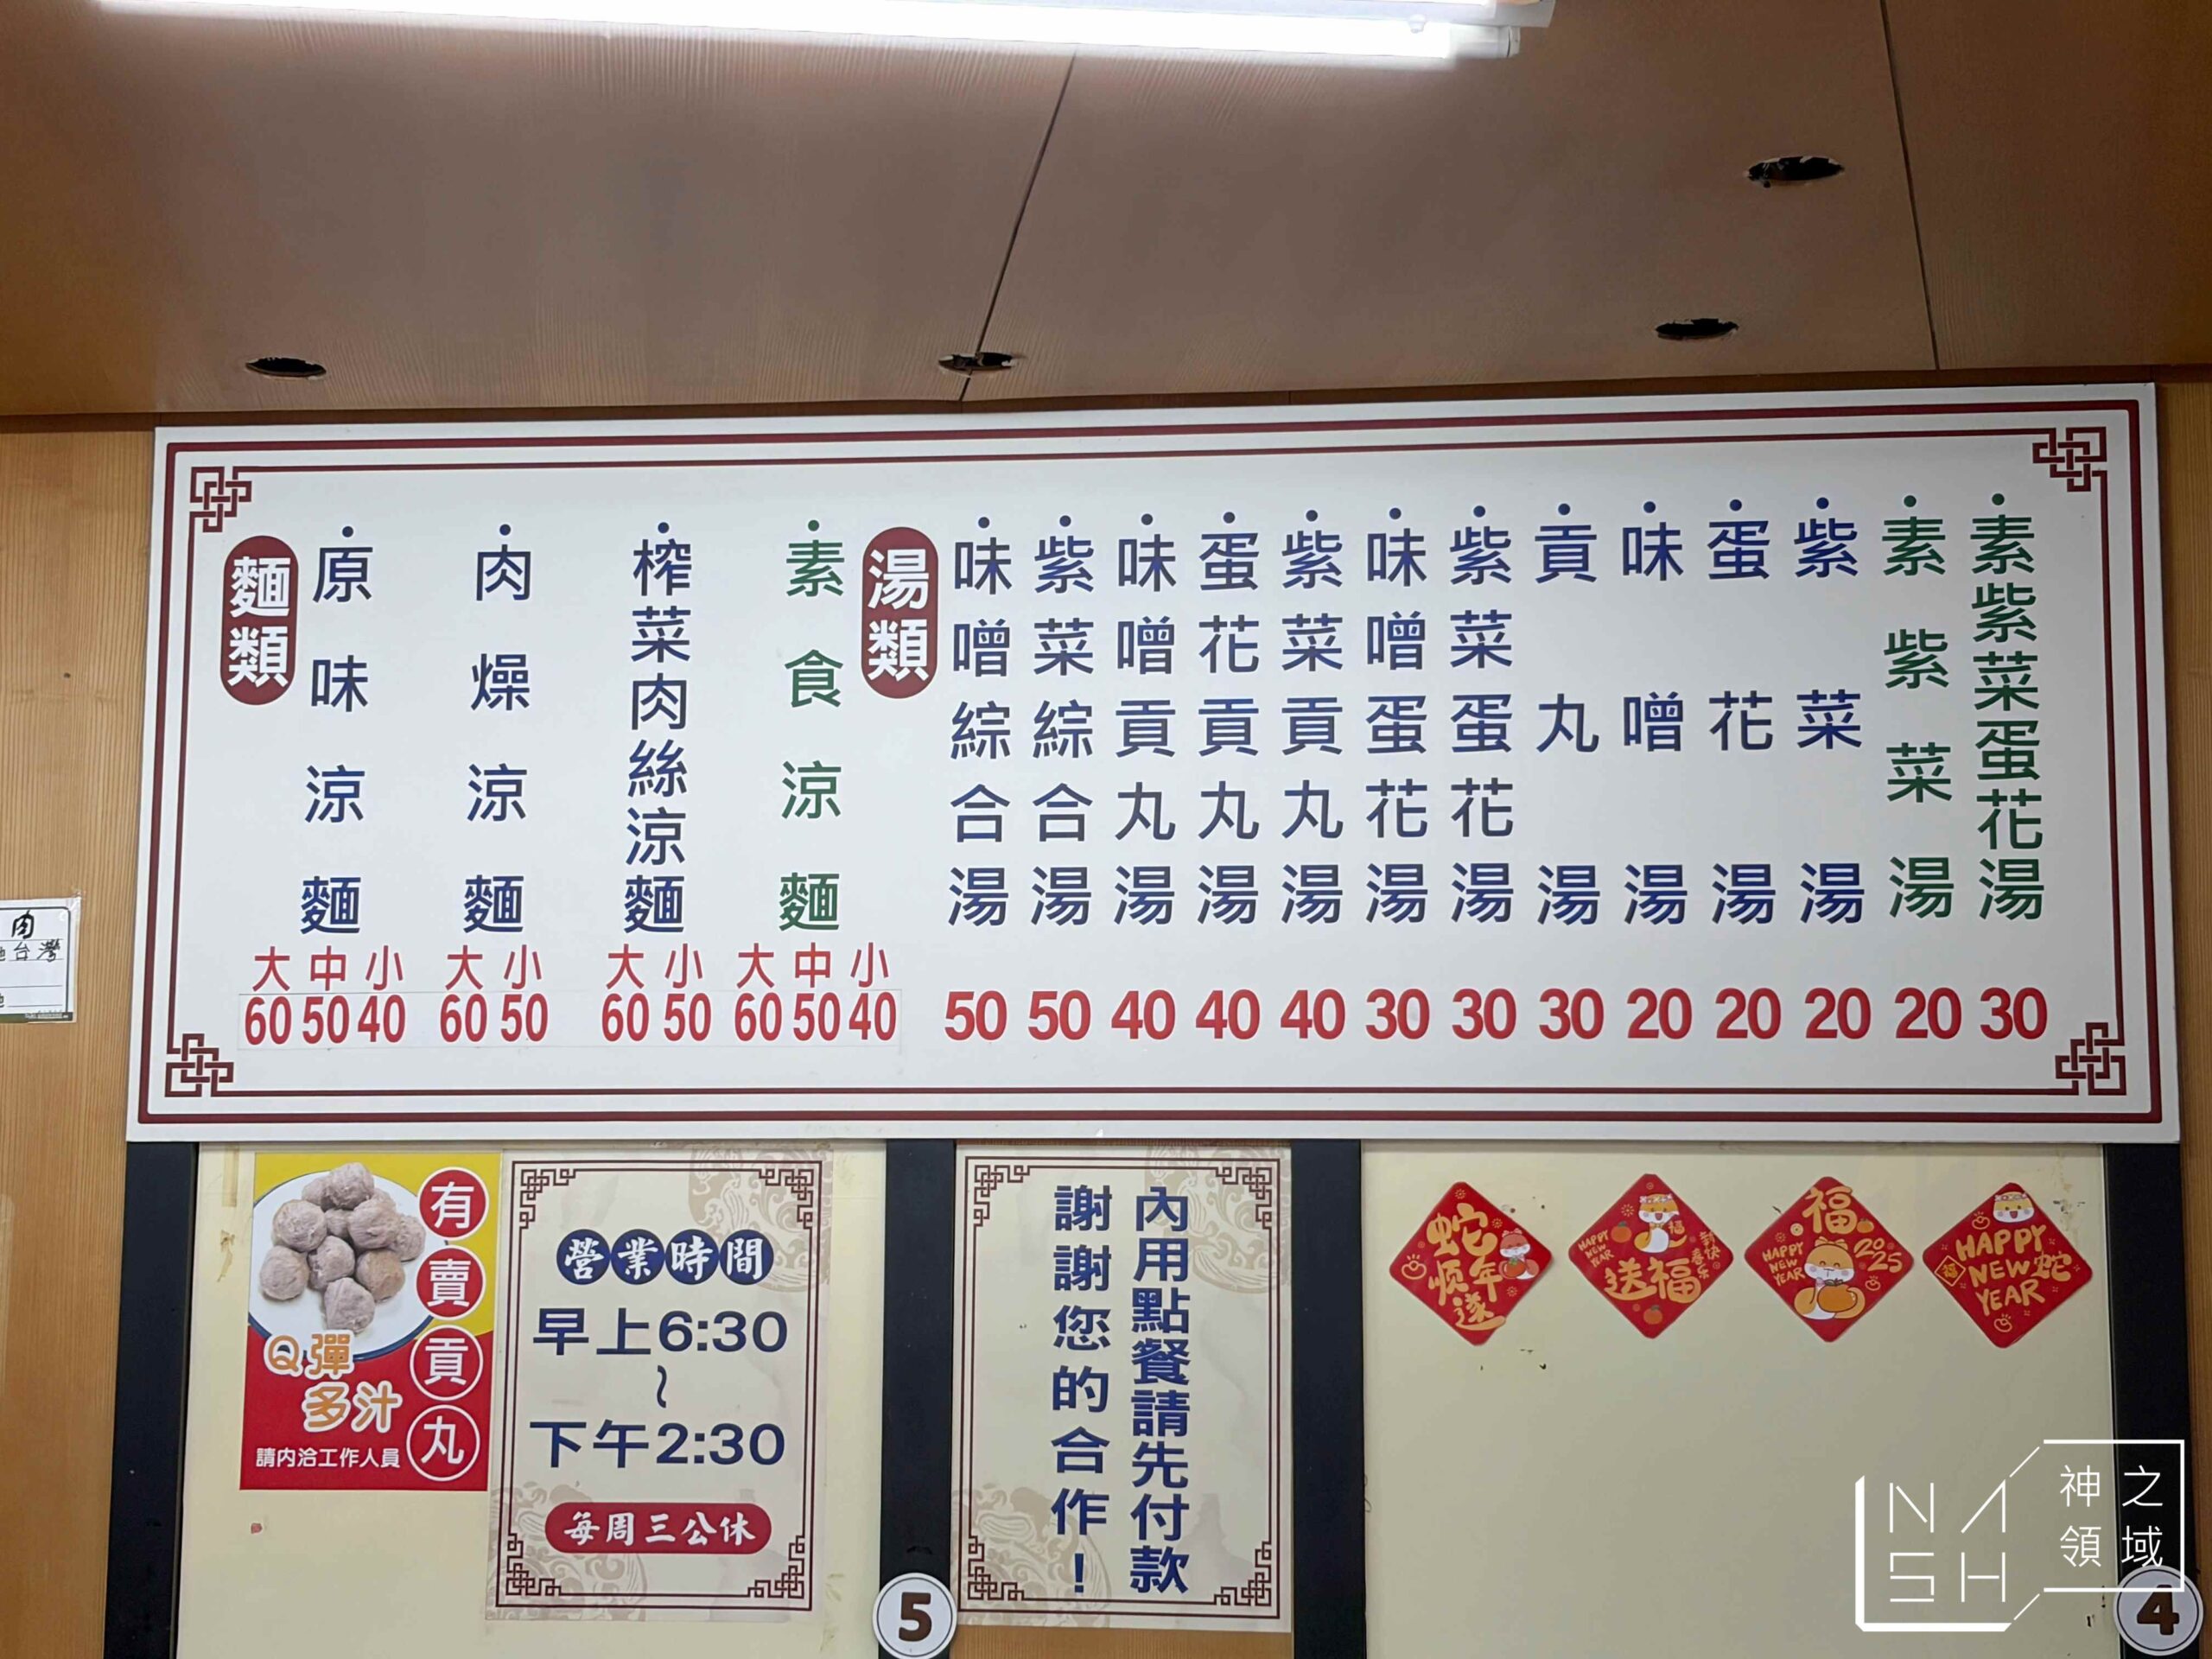 麵類
原味涼麵
大 中 小
60 50 40
肉燥涼麵
大 小
60 50
榨菜肉絲涼麵
大 小
60 50
素食涼麵
大 中 小
60 50 40
湯類
味噌綜合湯
50
紫菜綜合湯
50
味噌貢丸湯
40
蛋花貢丸湯
40
紫菜貢丸湯
40
味噌蛋花湯
30
紫菜蛋花湯
30
貢丸湯
30
味噌湯
20
蛋花湯
20
紫菜湯
20
素紫菜湯
20
素紫菜蛋花湯
30
肉
台灣
有賣貢丸
Q彈
多汁
請內洽工作人員
營業時間
早上6:30
~
下午2:30
每周三公休
5
內用點餐請先付款
謝謝您的合作!
蛇年
順遂
HAPPY
NEW
YEAR
福
送福
福
2025
HAPPY
NEW
YEAR
福
HAPPY
NEW蛇
YEAR
4
NASH
神之
領域